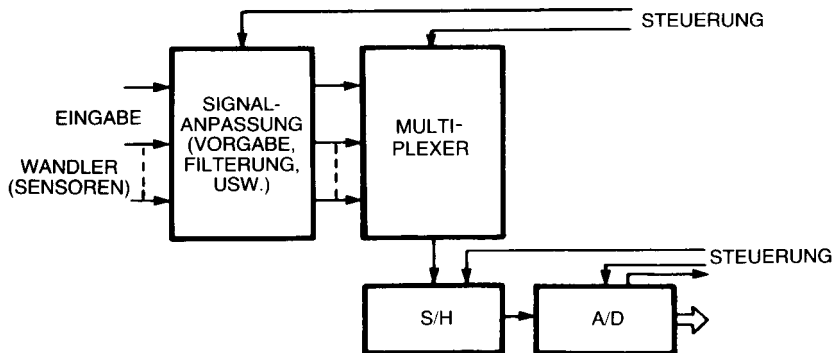 STEUERUNG
EINGABE
WANDLER
(SENSOREN)
SIGNAL-
ANPASSUNG
(VORGABE,
FILTERUNG,
USW.)
MULTI-
PLEXER
STEUERUNG
S/H
A/D